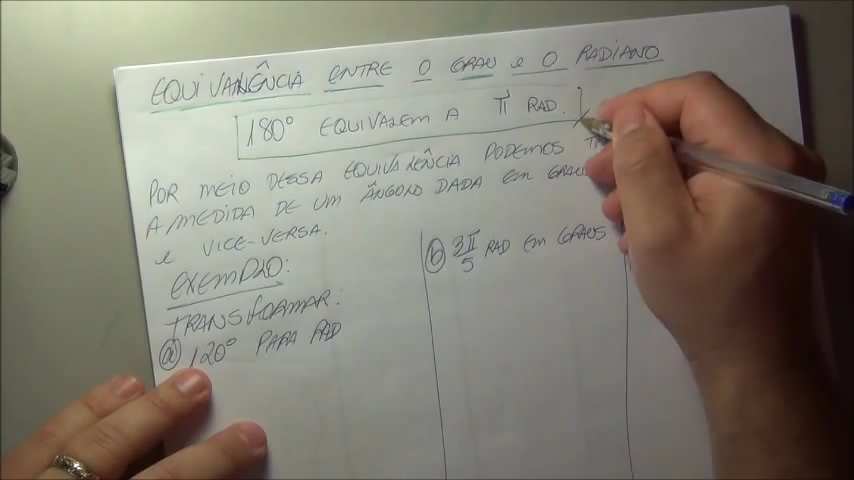 EQUIVALÊNCIA ENTRE O GRAU E O RADIANO
180° EQUIVALEM A π RAD.
POR MEIO DESSA EQUIVALÊNCIA PODEMOS
A MEDIDA DE UM ÂNGULO DADA EM GRAUS
E VICE-VERSA.
EXEMPLO:
TRANSFORMAR:
a) 120° PARA RAD
b) 3π/5 RAD EM GRAUS